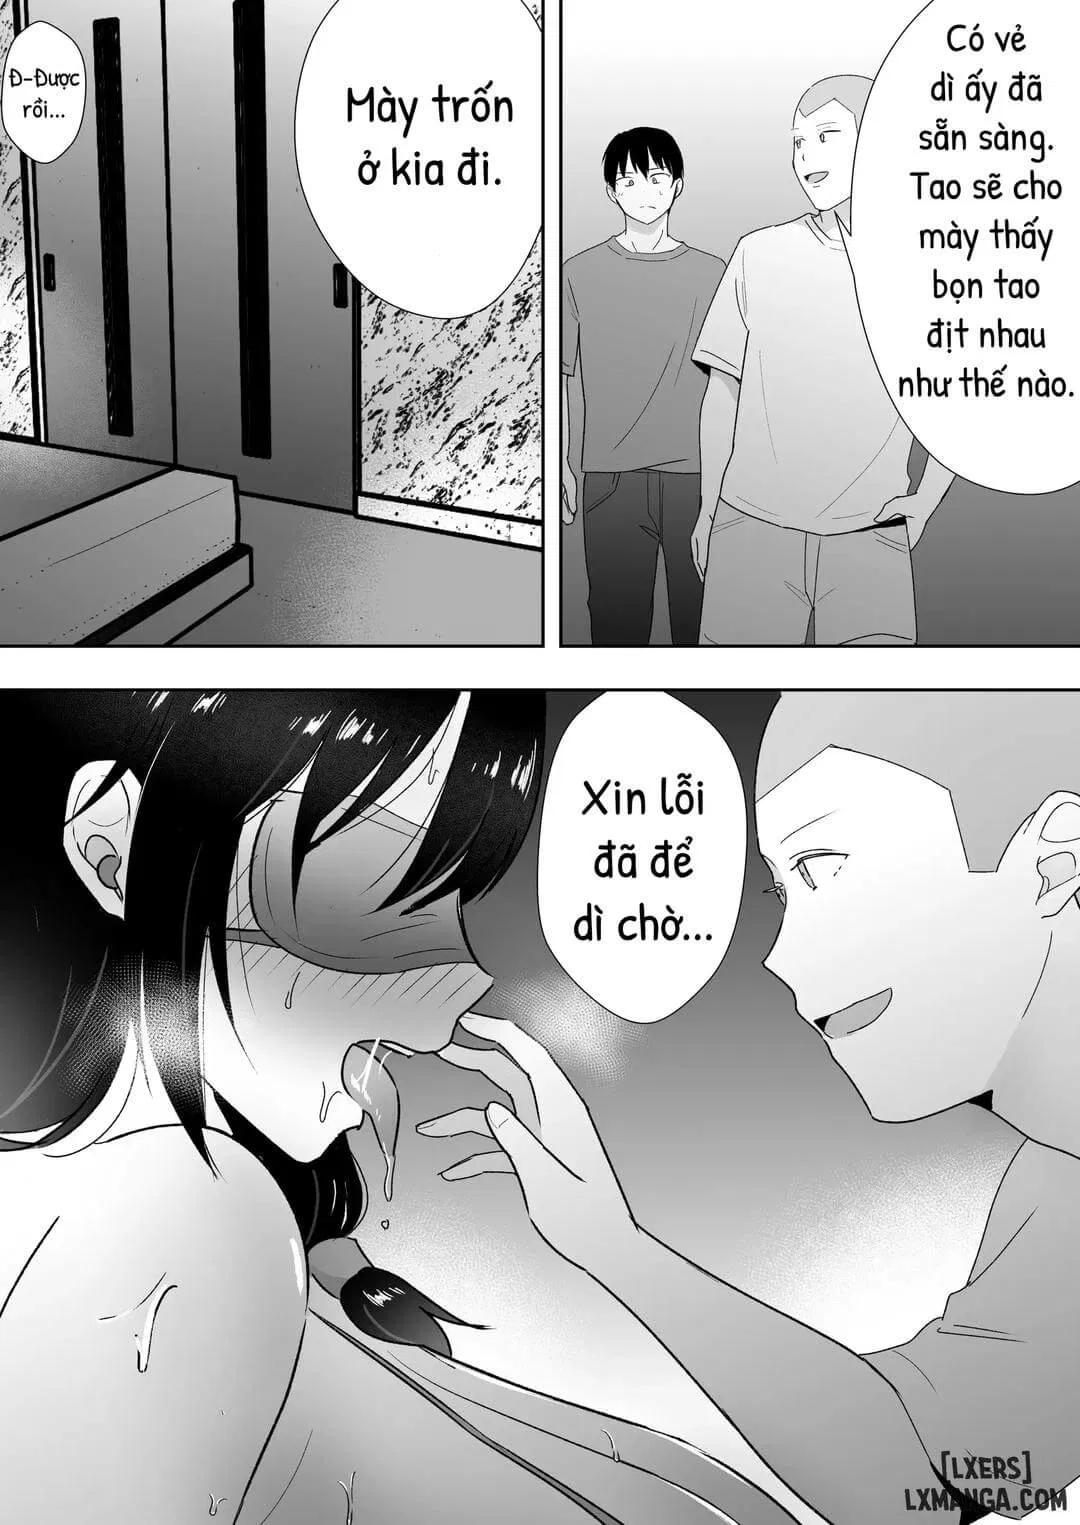 Có vẻ
dì ấy đã
sẵn sàng.
Tao sẽ cho
mày thấy
bọn tao
địt nhau
như thế nào.
Mày trốn
ở kia đi.
Đ-Được
rồi...
Xin lỗi
đã để
dì chờ...
[LXERS]
LXMANGA.COM